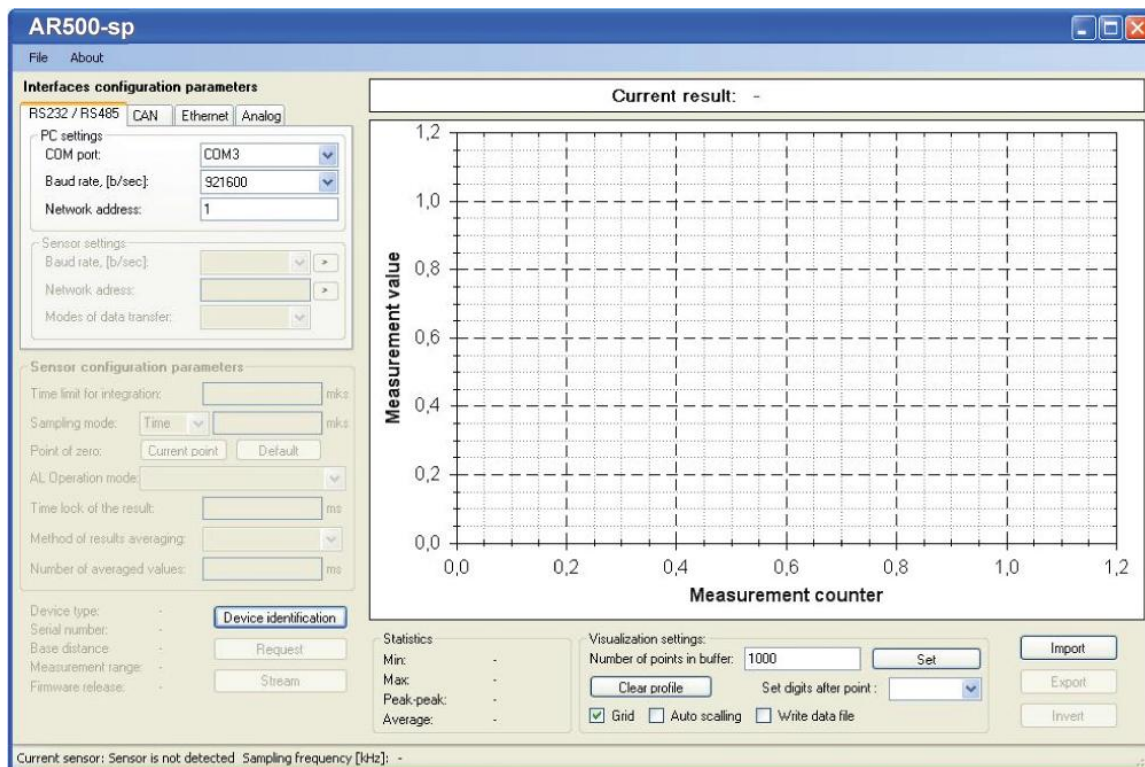 AR500-sp
File About
Interfaces configuration parameters
RS232 / RS485 CAN Ethernet Analog
PC settings
COM port: COM3
Baud rate, [b/sec]: 921600
Network address: 1
Sensor settings
Baud rate, [b/sec]: >
Network adress: >
Modes of data transfer:
Sensor configuration parameters
Time limit for integration: mks
Sampling mode: Time mks
Point of zero: Current point Default
AL Operation mode:
Time lock of the result: ms
Method of results averaging:
Number of averaged values: ms
Device type: -
Serial number: -
Base distance -
Measurement range: -
Firmware release: -
Device identification
Request
Stream
Current result: -
Measurement value
1,2
1,0
0,8
0,6
0,4
0,2
0,0
0,0 0,2 0,4 0,6 0,8 1,0 1,2
Measurement counter
Statistics
Min: -
Max: -
Peak-peak: -
Average: -
Visualization settings:
Number of points in buffer: 1000 Set
Clear profile Set digits after point :
Grid Auto scalling Write data file
Import
Export
Invert
Current sensor: Sensor is not detected Sampling frequency [kHz]: -